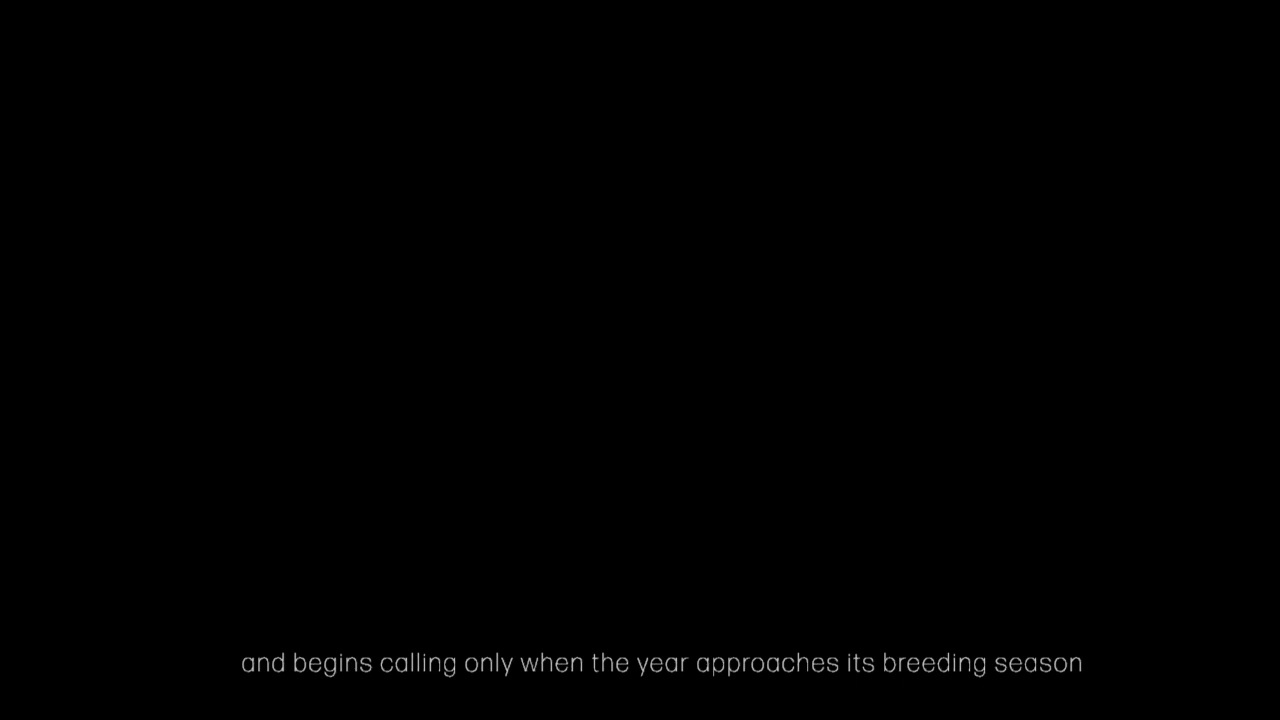 and begins calling only when the year approaches its breeding season